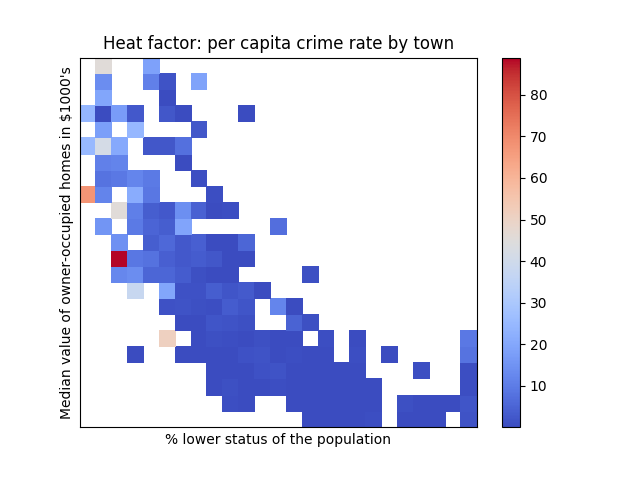 Heat factor: per capita crime rate by town
Median value of owner-occupied homes in $1000's
% lower status of the population
80
70
60
50
40
30
20
10